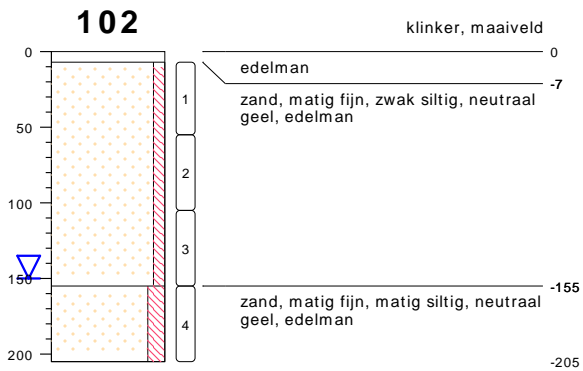 102
klinker, maaiveld
0
0
edelman
-7
zand, matig fijn, zwak siltig, neutraal
geel, edelman
1
50
2
100
3
150
-155
zand, matig fijn, matig siltig, neutraal
geel, edelman
4
200
-205